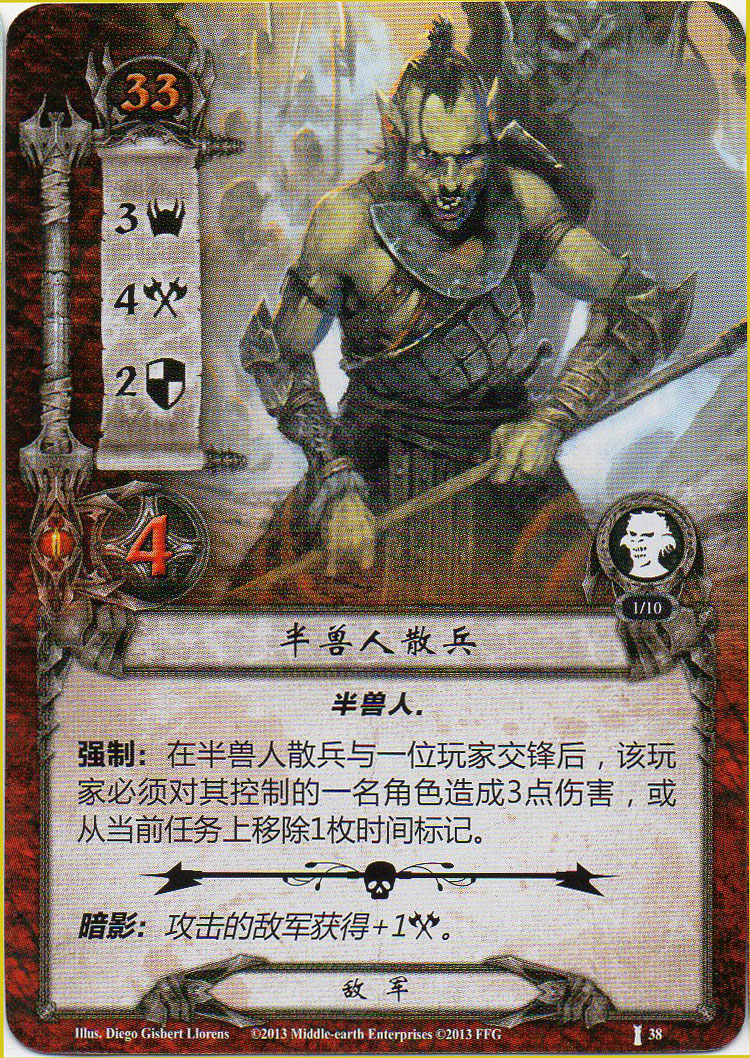 33
3
4
2
4
1/10
半兽人散兵
半兽人.
强制：在半兽人散兵与一位玩家交锋后，该玩
家必须对其控制的一名角色造成3点伤害，或
从当前任务上移除1枚时间标记。
暗影：攻击的敌军获得+1。
敌军
Illus. Diego Gisbert Llorens ©2013 Middle-earth Enterprises ©2013 FFG 38